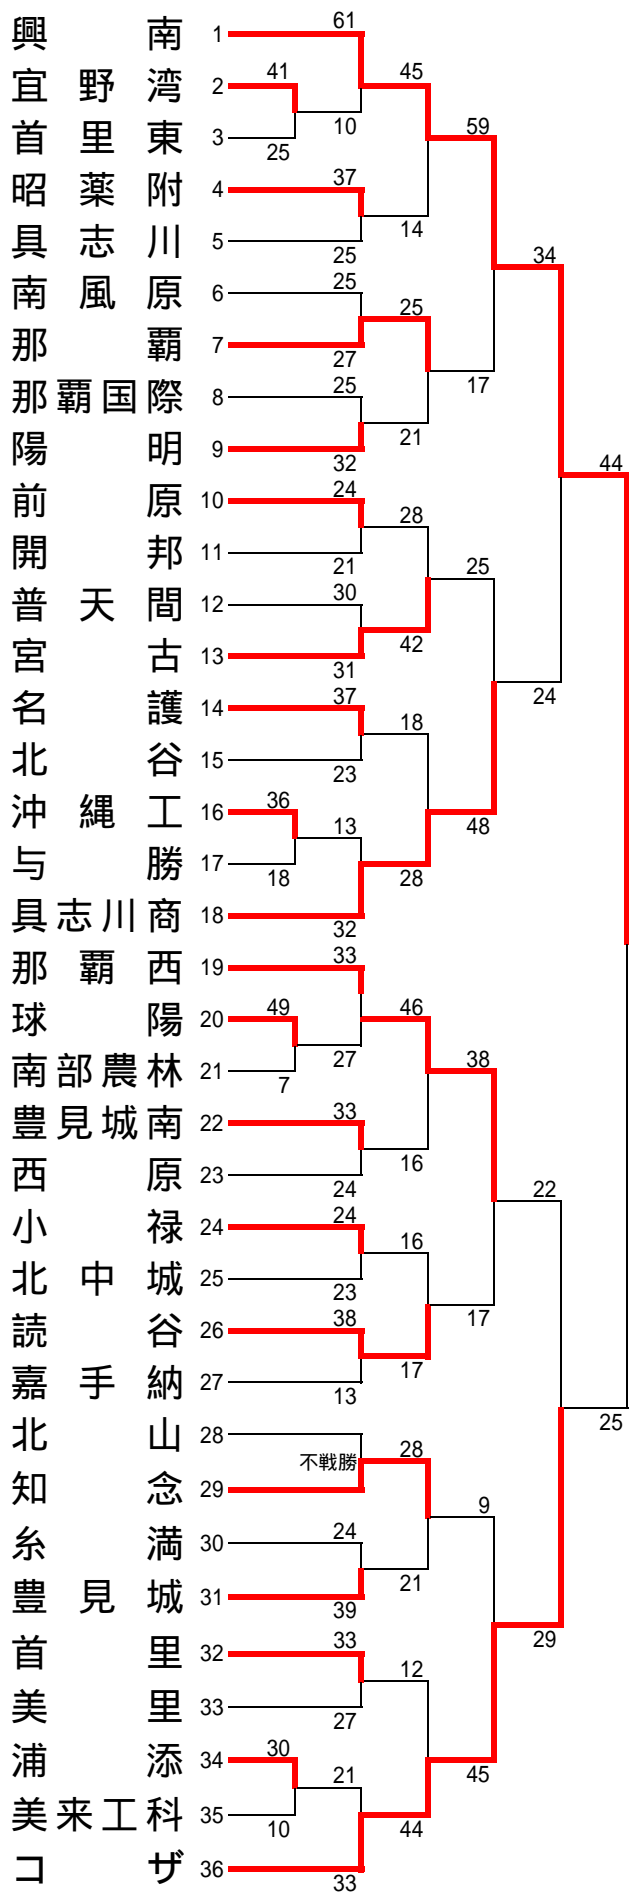 61
興南 1
41 45
宜野湾 2
59
首里東 3 25 10
37
昭薬附 4
14
具志川 5 25
34
25
南風原 6
25
那覇 7 27
25 17
那覇国際 8
21
陽明 9 32
44
24
前原 10
28
開邦 11 21
25
30
普天間 12
42
宮古 13 31
37 24
名護 14
18
北谷 15 23
36
沖縄工 16
13 48
与勝 17 18 28
具志川商 18 32
33
那覇西 19
49 46
球陽 20
27 38
南部農林 21 7
33
豊見城南 22
16
西原 23 24
22
24
小禄 24
16
北中城 25 23
38 17
読谷 26
17
嘉手納 27 13
25
北山 28
不戦勝 28
知念 29
9
24
糸満 30
21
豊見城 31 39
33 29
首里 32
12
美里 33 27
30
浦添 34
21 45
美来工科 35 10 44
コザ 36 33